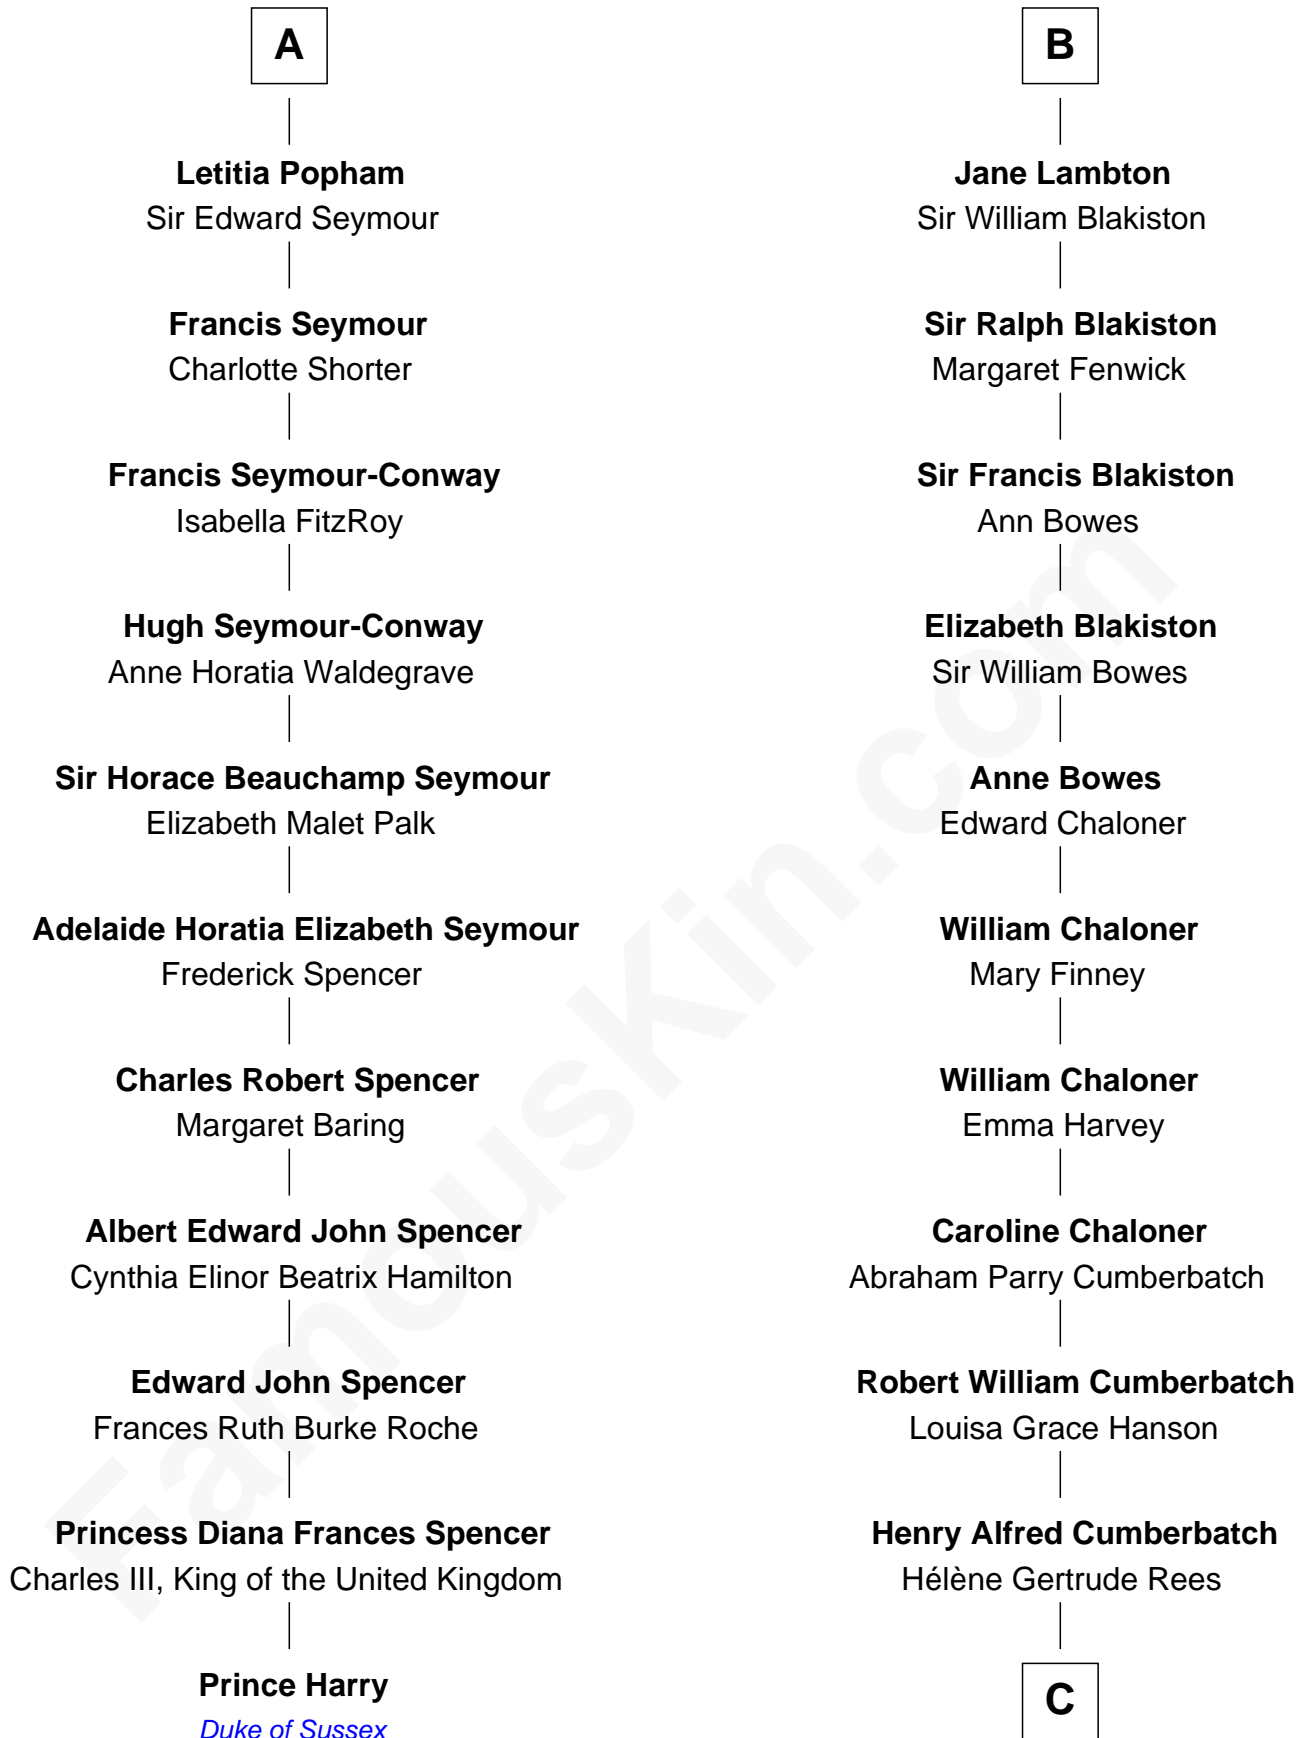 A
Letitia Popham
Sir Edward Seymour
Francis Seymour
Charlotte Shorter
Francis Seymour-Conway
Isabella FitzRoy
Hugh Seymour-Conway
Anne Horatia Waldegrave
Sir Horace Beauchamp Seymour
Elizabeth Malet Palk
Adelaide Horatia Elizabeth Seymour
Frederick Spencer
Charles Robert Spencer
Margaret Baring
Albert Edward John Spencer
Cynthia Elinor Beatrix Hamilton
Edward John Spencer
Frances Ruth Burke Roche
Princess Diana Frances Spencer
Charles III, King of the United Kingdom
Prince Harry
Duke of Sussex
B
Jane Lambton
Sir William Blakiston
Sir Ralph Blakiston
Margaret Fenwick
Sir Francis Blakiston
Ann Bowes
Elizabeth Blakiston
Sir William Bowes
Anne Bowes
Edward Chaloner
William Chaloner
Mary Finney
William Chaloner
Emma Harvey
Caroline Chaloner
Abraham Parry Cumberbatch
Robert William Cumberbatch
Louisa Grace Hanson
Henry Alfred Cumberbatch
Hélène Gertrude Rees
C
FamousKin.com